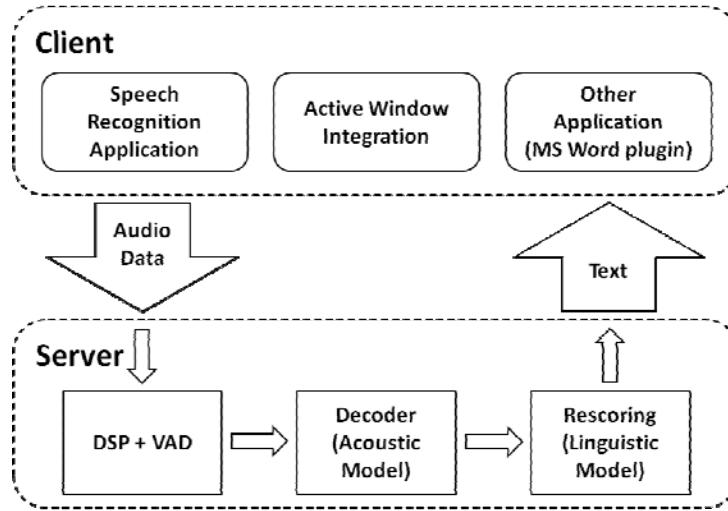 Client
Speech
Recognition
Application
Active Window
Integration
Other
Application
(MS Word plugin)
Audio
Data
Text
Server
DSP + VAD
Decoder
(Acoustic
Model)
Rescoring
(Linguistic
Model)